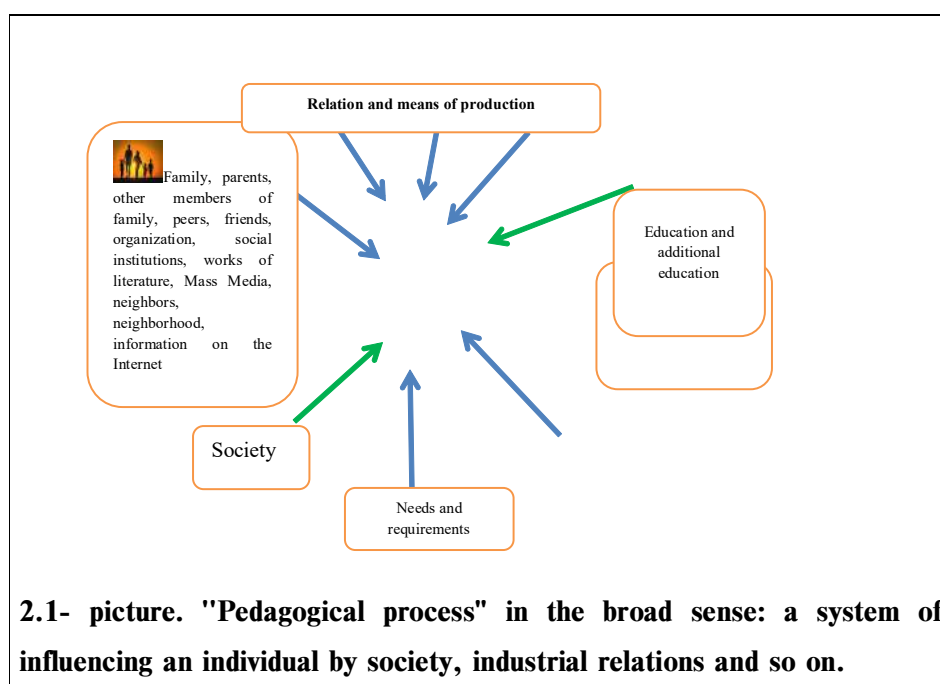 Relation and means of production
Family, parents,
other members of
family, peers, friends,
organization, social
institutions, works of
literature, Mass Media,
neighbors,
neighborhood,
information on the
Internet
Education and
additional
education
Society
Needs and
requirements
2.1- picture. "Pedagogical process" in the broad sense: a system of
influencing an individual by society, industrial relations and so on.